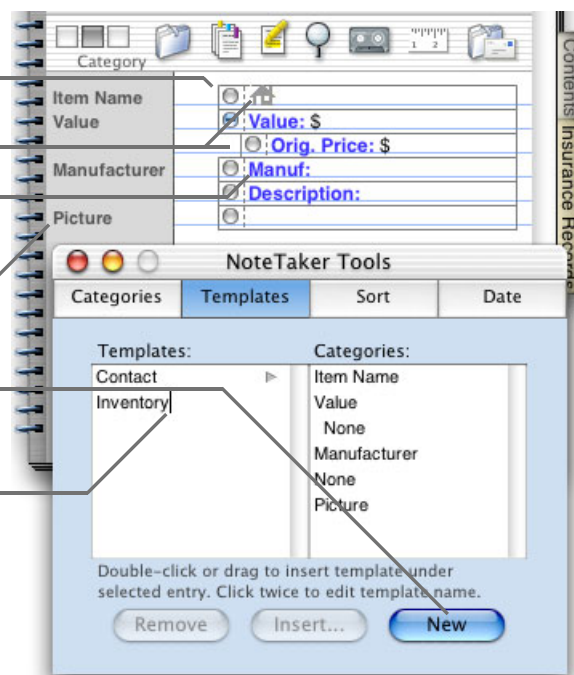 Category
1 2
Item Name
Value Value: $
Orig. Price: $
Manufacturer Manuf:
Description:
Picture
Contents
Insurance Records
NoteTaker Tools
Categories Templates Sort Date
Templates: Categories:
Contact Item Name
Inventory Value
None
Manufacturer
None
Picture
Double-click or drag to insert template under
selected entry. Click twice to edit template name.
Remove Insert... New